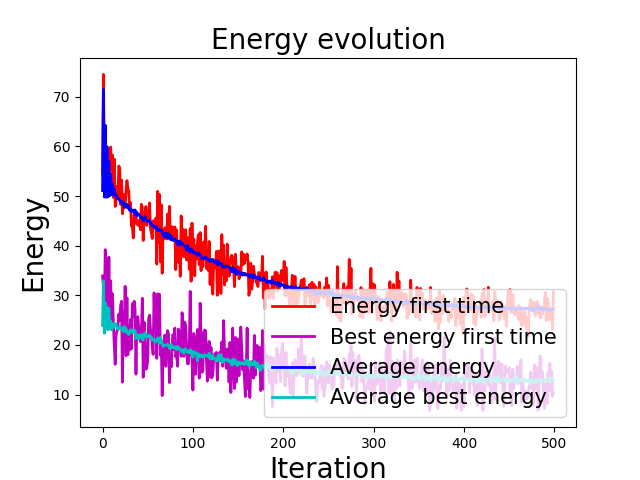 Energy evolution
Energy
70
60
50
40
30
20
10
Energy first time
Best energy first time
Average energy
Average best energy
0
100
200
300
400
500
Iteration